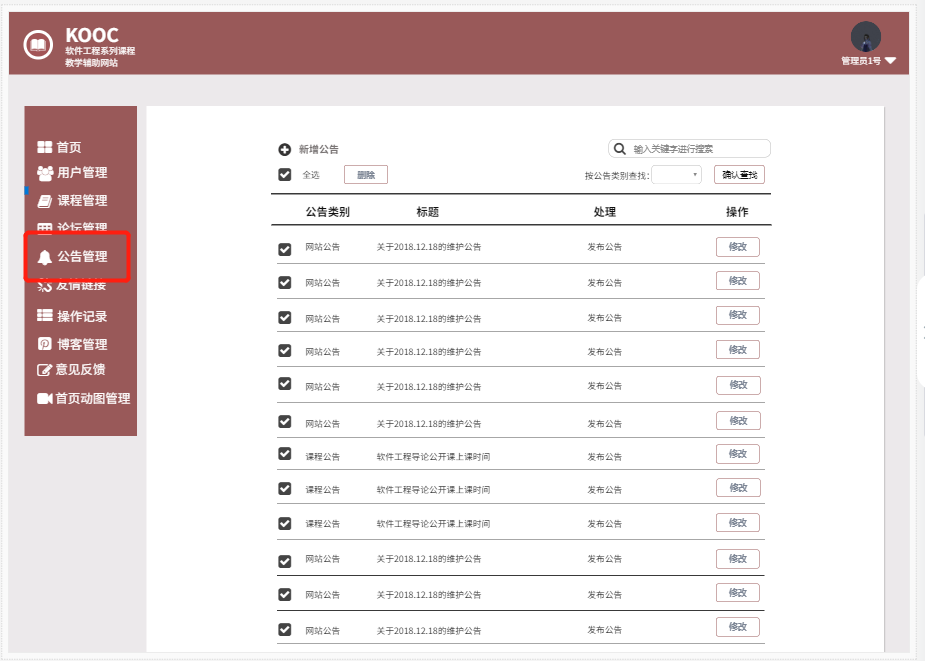 KOOC
软件工程系列课程
教学辅助网站
管理员1号
首页
用户管理
课程管理
论坛管理
公告管理
友情链接
操作记录
博客管理
意见反馈
首页动图管理
新增公告
输入关键字进行搜索
全选 删除 按公告类别查找: 确认查找
公告类别 标题 处理 操作
网站公告 关于2018.12.18的维护公告 发布公告 修改
网站公告 关于2018.12.18的维护公告 发布公告 修改
网站公告 关于2018.12.18的维护公告 发布公告 修改
网站公告 关于2018.12.18的维护公告 发布公告 修改
网站公告 关于2018.12.18的维护公告 发布公告 修改
网站公告 关于2018.12.18的维护公告 发布公告 修改
课程公告 软件工程导论公开课上课时间 发布公告 修改
课程公告 软件工程导论公开课上课时间 发布公告 修改
课程公告 软件工程导论公开课上课时间 发布公告 修改
网站公告 关于2018.12.18的维护公告 发布公告 修改
网站公告 关于2018.12.18的维护公告 发布公告 修改
网站公告 关于2018.12.18的维护公告 发布公告 修改